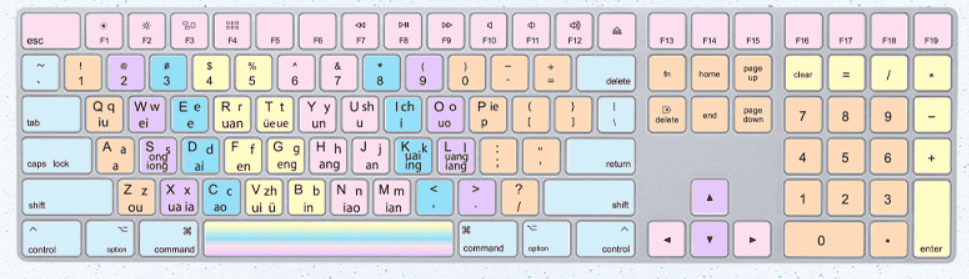 esc F1 F2 F3 F4 F5 F6 F7 F8 F9 F10 F11 F12 F13 F14 F15 F16 F17 F18 F19
~ ! @ # $ % ^ & * ( ) – + fn home page up clear = / *
` 1 2 3 4 5 6 7 8 9 0 - = delete
tab Q q W w E e R r T t Y y U sh I ch O o P ie { } | delete end page down 7 8 9 –
iu ei e uan üe ue un u i uo p [ ] \
caps lock A a S s D d F f G g H h J j K k L l : " return 4 5 6 +
a ong iong ai en eng ang an uai ing uang iang ; '
shift Z z X x C c V zh B b N n M m < > ? shift ▲ 1 2 3 enter
ou ua ia ao ui ü in iao ian , . /
control option command command option control ◄ ▼ ► 0 .